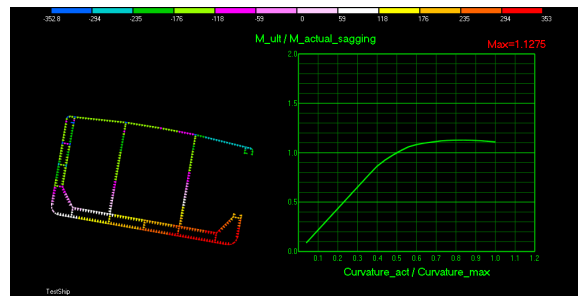 -352.8 -294 -235 -176 -118 -59 0 59 118 176 235 294 353
M_ult / M_actual_sagging
Max=1.1275
2.0
1.5
1.0
0.5
0.0
0.1 0.2 0.3 0.4 0.5 0.6 0.7 0.8 0.9 1.0 1.1 1.2
Curvature_act / Curvature_max
TestShip